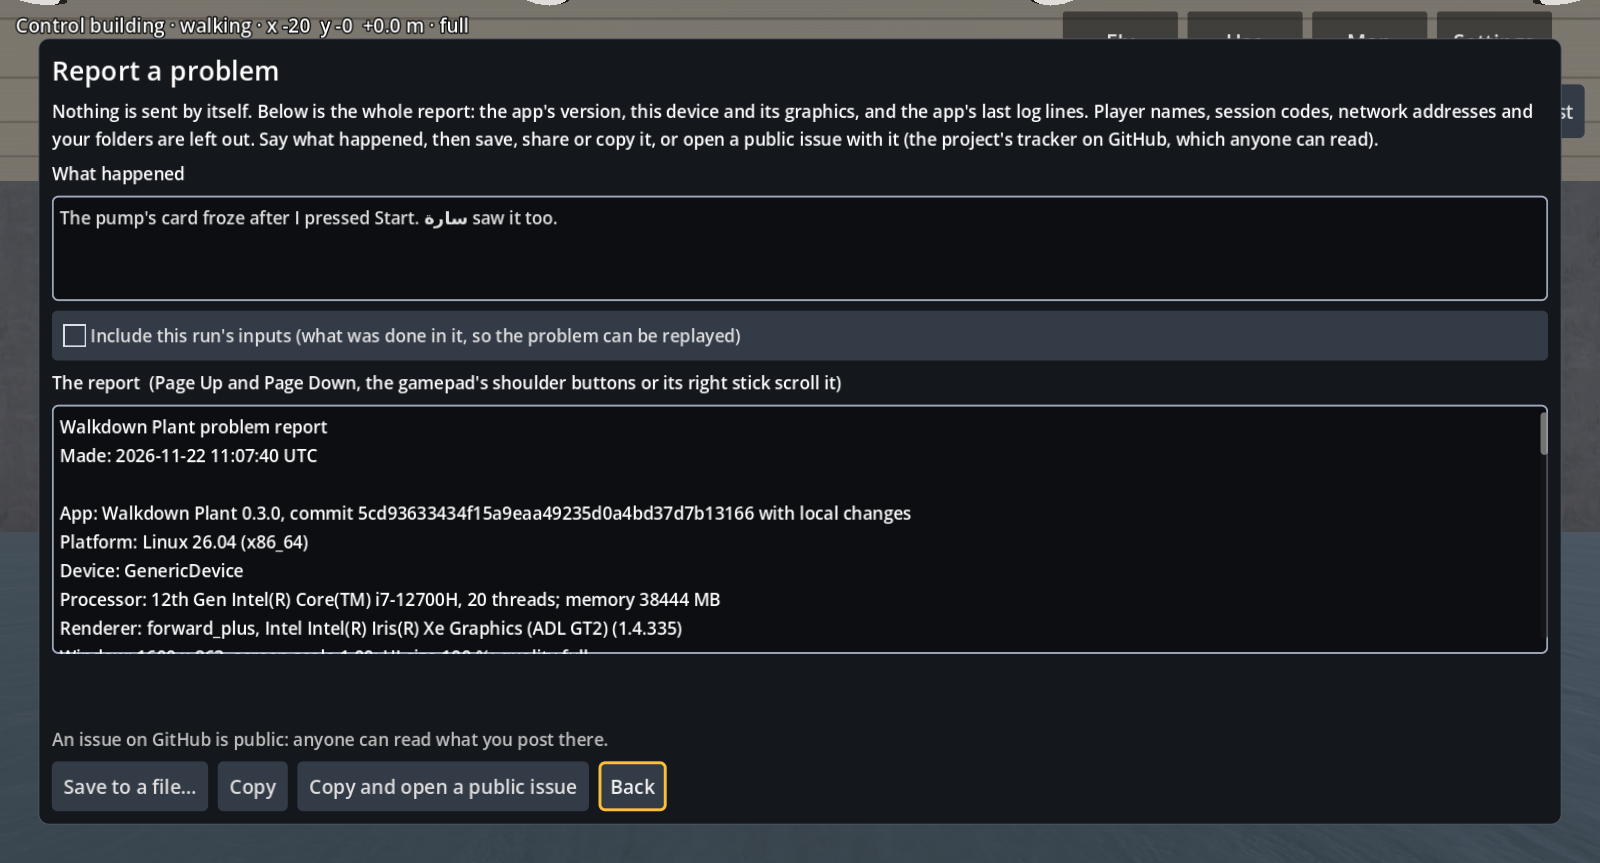 Control building · walking · x -20 y -0 +0.0 m · full
Report a problem
Nothing is sent by itself. Below is the whole report: the app's version, this device and its graphics, and the app's last log lines. Player names, session codes, network addresses and
your folders are left out. Say what happened, then save, share or copy it, or open a public issue with it (the project's tracker on GitHub, which anyone can read).
What happened
The pump's card froze after I pressed Start. سارة saw it too.
Include this run's inputs (what was done in it, so the problem can be replayed)
The report (Page Up and Page Down, the gamepad's shoulder buttons or its right stick scroll it)
Walkdown Plant problem report
Made: 2026-11-22 11:07:40 UTC
App: Walkdown Plant 0.3.0, commit 5cd93633434f15a9eaa49235d0a4bd37d7b13166 with local changes
Platform: Linux 26.04 (x86_64)
Device: GenericDevice
Processor: 12th Gen Intel(R) Core(TM) i7-12700H, 20 threads; memory 38444 MB
Renderer: forward_plus, Intel Intel(R) Iris(R) Xe Graphics (ADL GT2) (1.4.335)
An issue on GitHub is public: anyone can read what you post there.
Save to a file...
Copy
Copy and open a public issue
Back